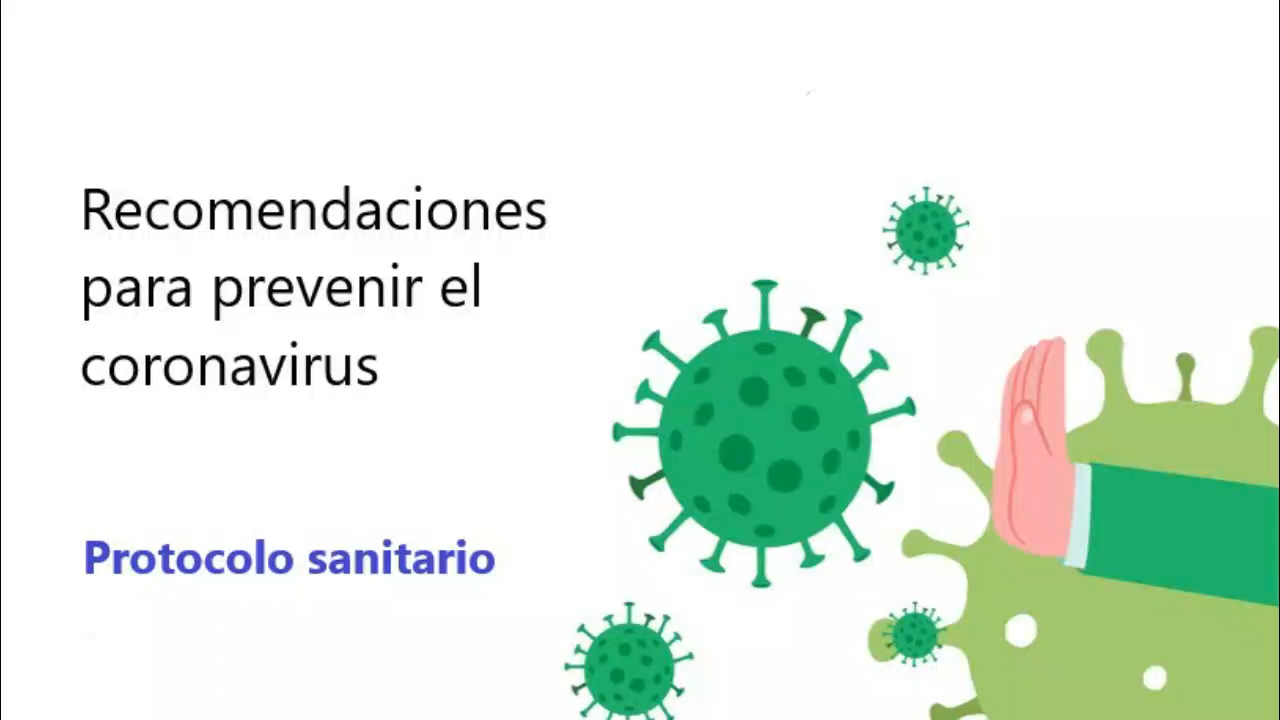 Recomendaciones
para prevenir el
coronavirus
Protocolo sanitario